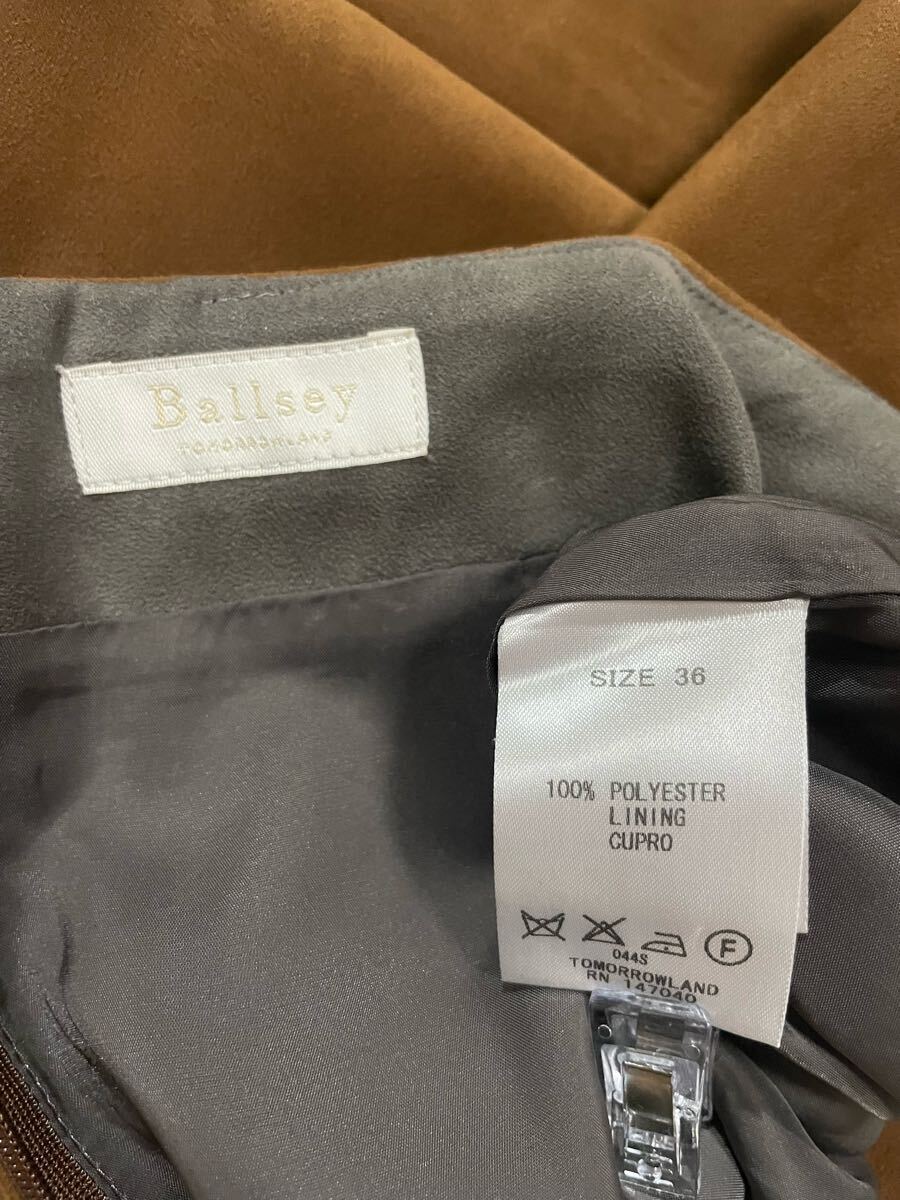 Ballsey
TOMORROWLAND
SIZE 36
100% POLYESTER
LINING
CUPRO
F
044S
TOMORROWLAND
RN 147040